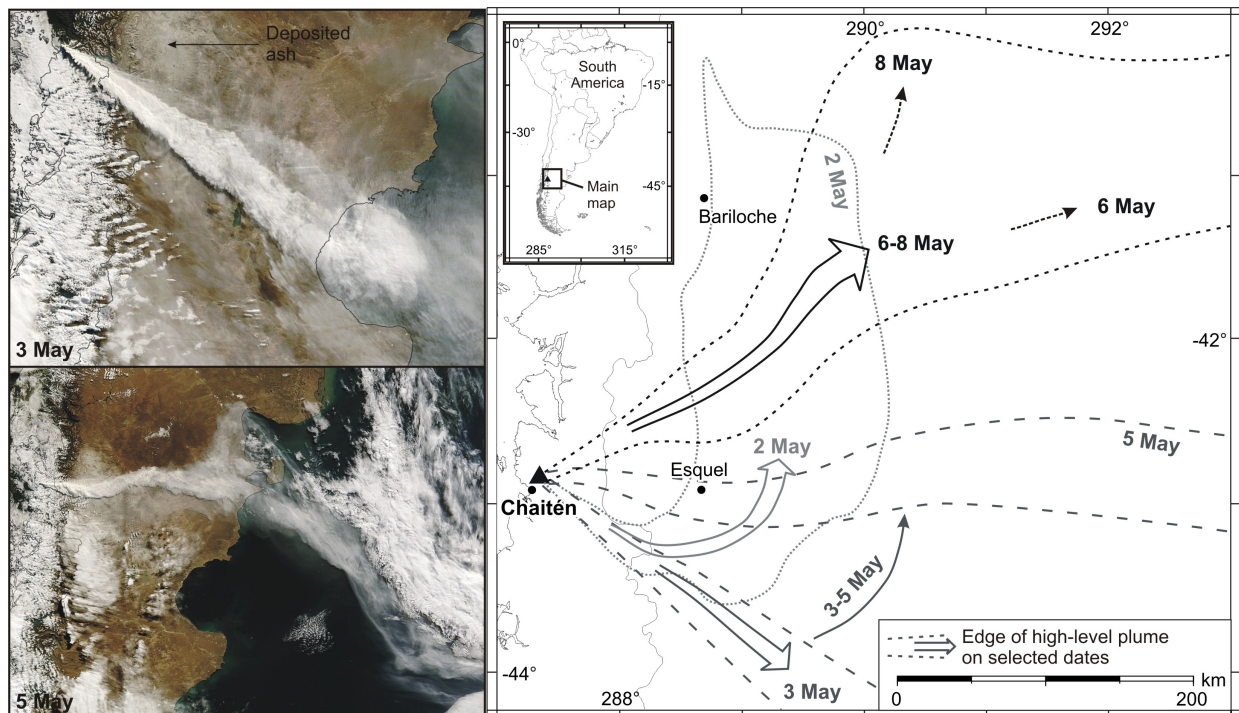 Deposited
ash
3 May
5 May
0°
South
America
-15°
-30°
-45°
Main
map
285°
315°
290°
292°
8 May
2 May
Bariloche
6 May
6-8 May
-42°
2 May
5 May
Esquel
Chaitén
3-5 May
3 May
-44°
288°
Edge of high-level plume
on selected dates
km
0
200